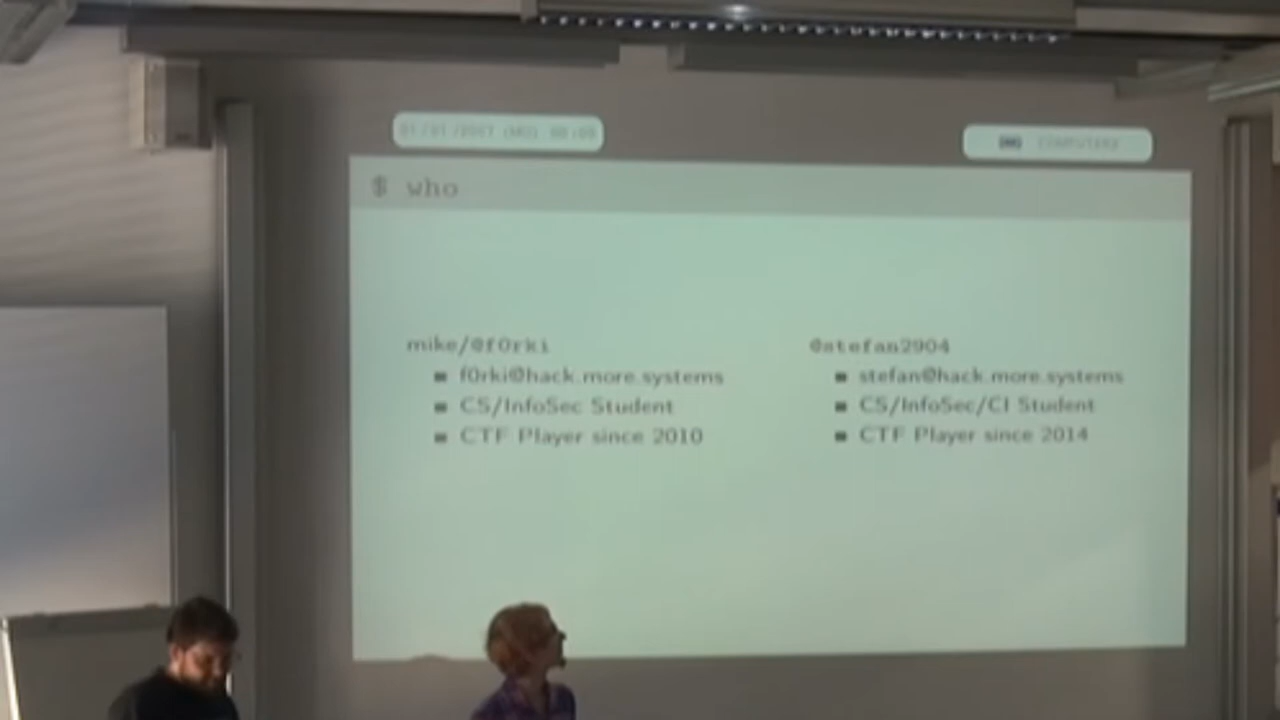 COMPUTER2
$ who
mike/@f0rki
f0rki@hack.more.systems
CS/InfoSec Student
CTF Player since 2010
@stefan2904
stefan@hack.more.systems
CS/InfoSec/CI Student
CTF Player since 2014